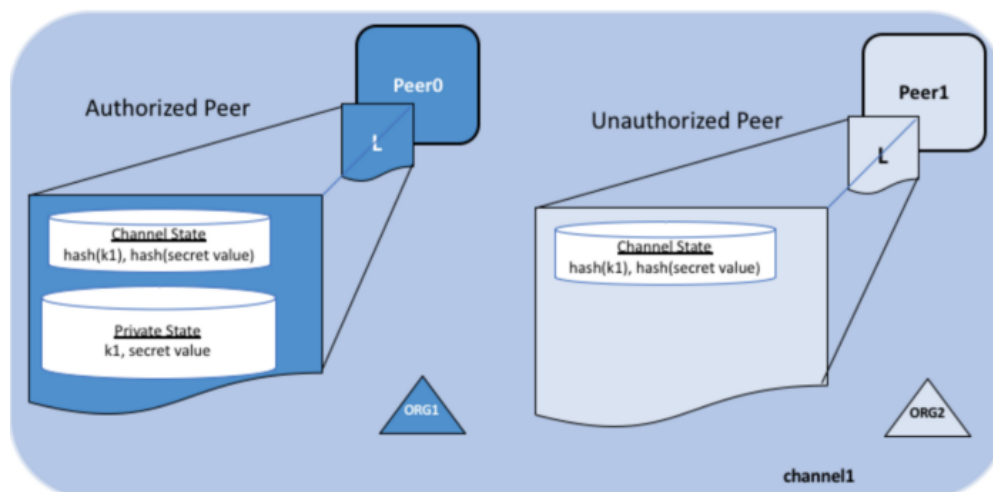 Peer0
Authorized Peer
L
Channel State
hash(k1), hash(secret value)
Private State
k1, secret value
ORG1
Peer1
Unauthorized Peer
L
Channel State
hash(k1), hash(secret value)
ORG2
channel1